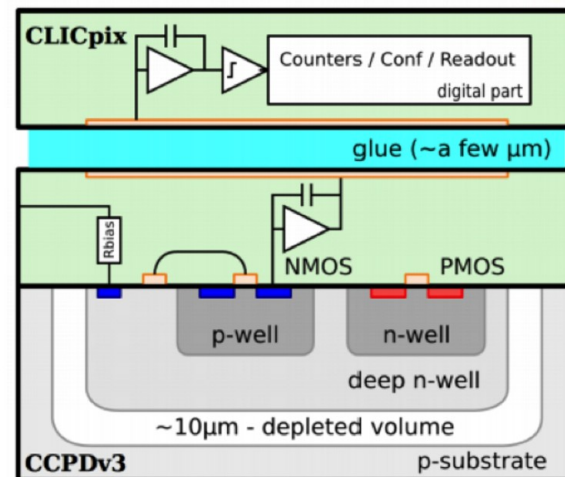 CLICpix
Counters / Conf / Readout
digital part
glue (~a few μm)
Rbias
NMOS
PMOS
p-well
n-well
deep n-well
~10μm - depleted volume
CCPDv3
p-substrate